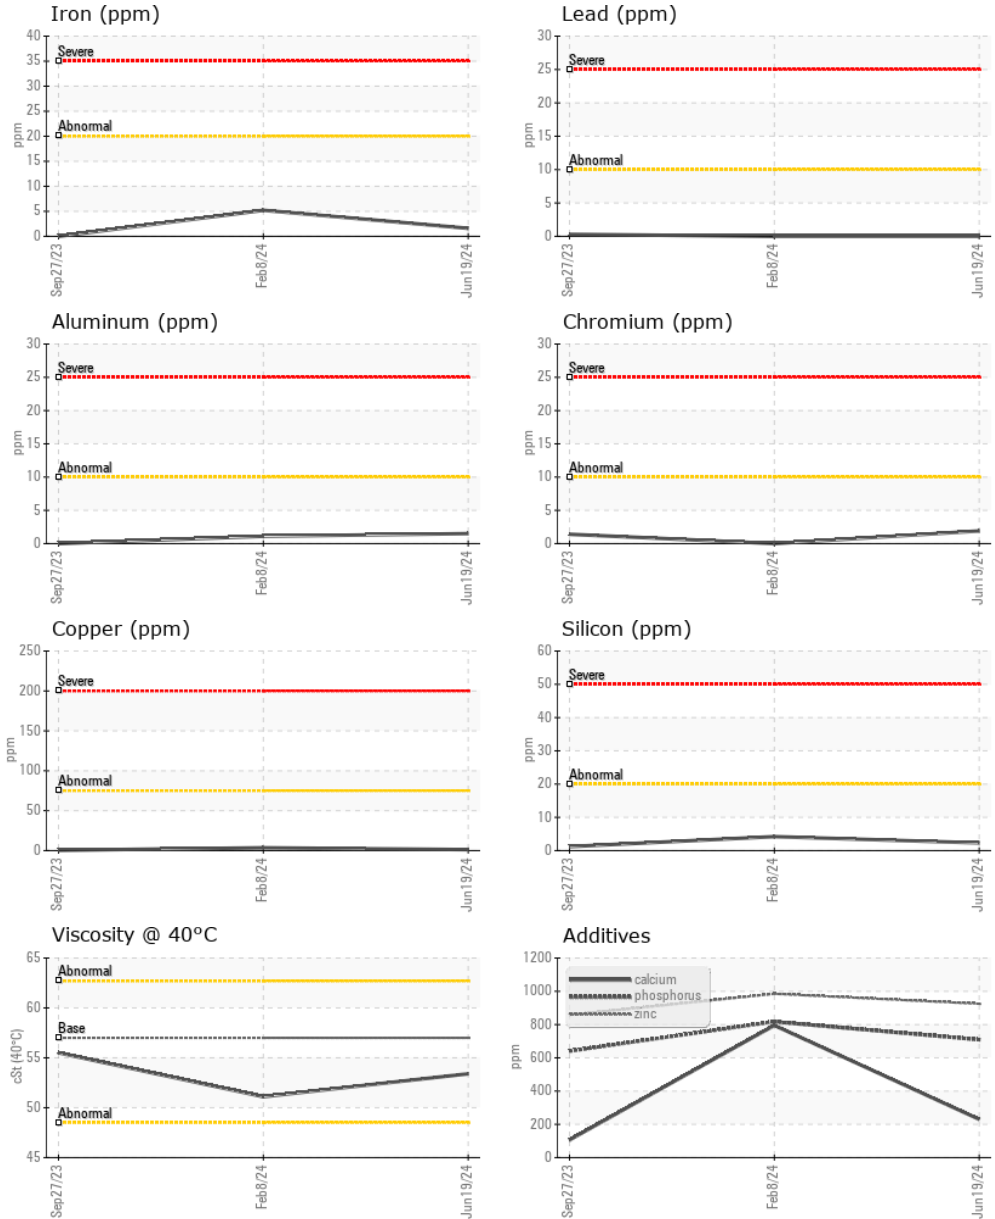 Iron (ppm)
40
35
30
25
20
15
10
5
0
ppm
Severe
Abnormal
Sep27/23
Feb8/24
Jun19/24
Lead (ppm)
30
25
20
15
10
5
0
ppm
Severe
Abnormal
Sep27/23
Feb8/24
Jun19/24
Aluminum (ppm)
30
25
20
15
10
5
0
ppm
Severe
Abnormal
Sep27/23
Feb8/24
Jun19/24
Chromium (ppm)
30
25
20
15
10
5
0
ppm
Severe
Abnormal
Sep27/23
Feb8/24
Jun19/24
Copper (ppm)
250
200
150
100
50
0
ppm
Severe
Abnormal
Sep27/23
Feb8/24
Jun19/24
Silicon (ppm)
60
50
40
30
20
10
0
ppm
Severe
Abnormal
Sep27/23
Feb8/24
Jun19/24
Viscosity @ 40°C
65
60
55
50
45
cSt (40°C)
Abnormal
Base
Abnormal
Sep27/23
Feb8/24
Jun19/24
Additives
1200
1000
800
600
400
200
0
ppm
calcium
phosphorus
zinc
Sep27/23
Feb8/24
Jun19/24